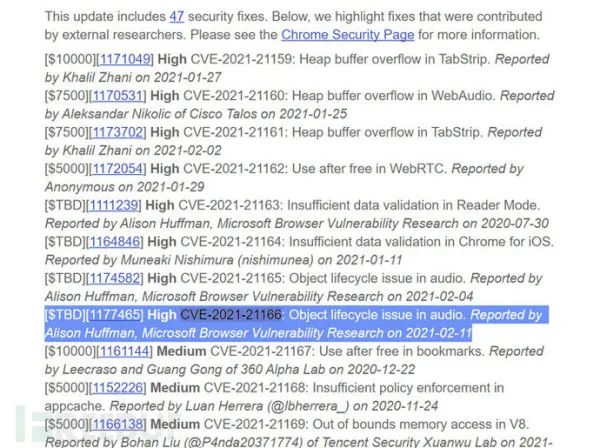 This update includes 47 security fixes. Below, we highlight fixes that were contributed
by external researchers. Please see the Chrome Security Page for more information.
[$10000][1171049] High CVE-2021-21159: Heap buffer overflow in TabStrip. Reported
by Khalil Zhani on 2021-01-27
[$7500][1170531] High CVE-2021-21160: Heap buffer overflow in WebAudio. Reported
by Aleksandar Nikolic of Cisco Talos on 2021-01-25
[$7500][1173702] High CVE-2021-21161: Heap buffer overflow in TabStrip. Reported
by Khalil Zhani on 2021-02-02
[$5000][1172054] High CVE-2021-21162: Use after free in WebRTC. Reported by
Anonymous on 2021-01-29
[$TBD][1111239] High CVE-2021-21163: Insufficient data validation in Reader Mode.
Reported by Alison Huffman, Microsoft Browser Vulnerability Research on 2020-07-30
[$TBD][1164846] High CVE-2021-21164: Insufficient data validation in Chrome for iOS.
Reported by Muneaki Nishimura (nishimunea) on 2021-01-11
[$TBD][1174582] High CVE-2021-21165: Object lifecycle issue in audio. Reported by
Alison Huffman, Microsoft Browser Vulnerability Research on 2021-02-04
[$TBD][1177465] High CVE-2021-21166: Object lifecycle issue in audio. Reported by
Alison Huffman, Microsoft Browser Vulnerability Research on 2021-02-11
[$10000][1161144] Medium CVE-2021-21167: Use after free in bookmarks. Reported
by Leecraso and Guang Gong of 360 Alpha Lab on 2020-12-22
[$5000][1152226] Medium CVE-2021-21168: Insufficient policy enforcement in
appcache. Reported by Luan Herrera (@lbherrera_) on 2020-11-24
[$5000][1166138] Medium CVE-2021-21169: Out of bounds memory access in V8.
Reported by Bohan Liu (@P4nda20371774) of Tencent Security Xuanwu Lab on 2021-